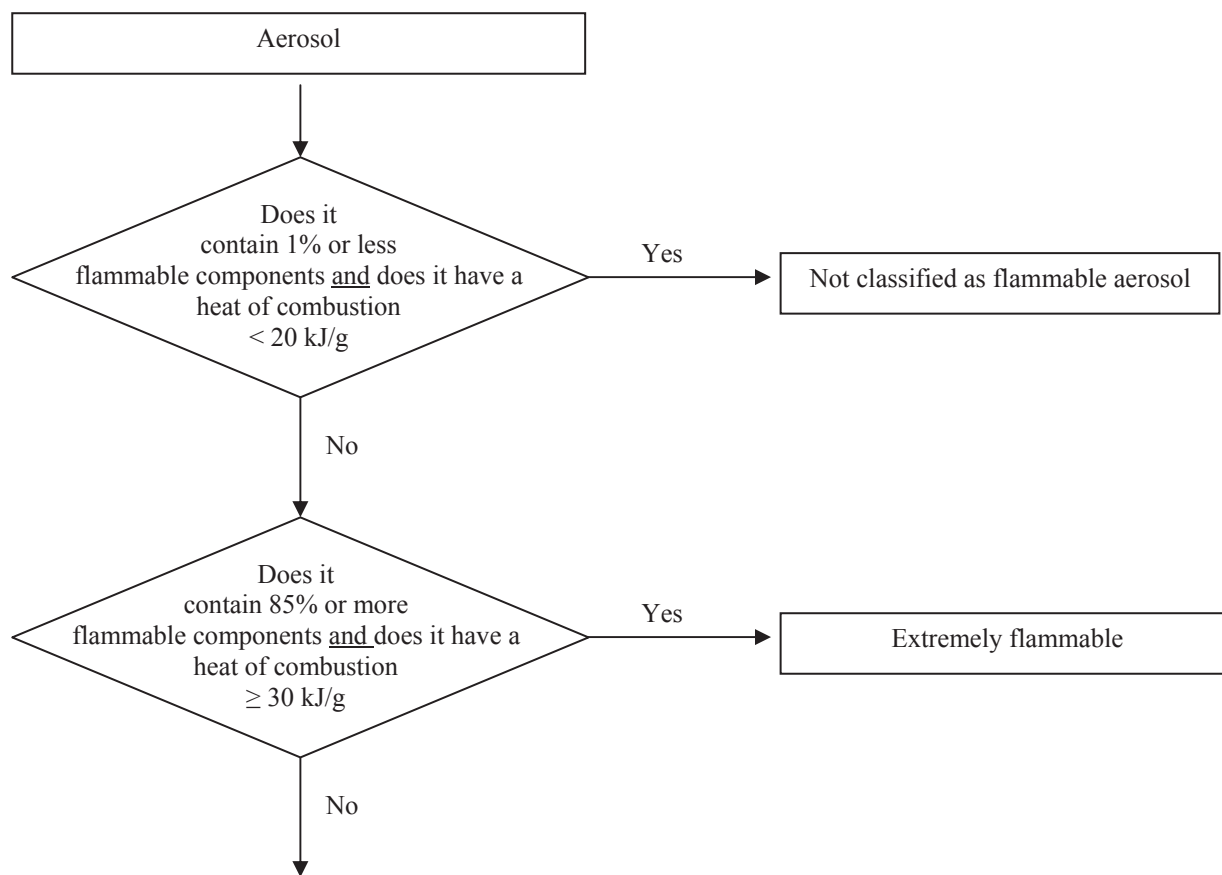 Aerosol
Does it
contain 1% or less
flammable components and does it have a
heat of combustion
< 20 kJ/g
Yes
Not classified as flammable aerosol
No
Does it
contain 85% or more
flammable components and does it have a
heat of combustion
≥ 30 kJ/g
Yes
Extremely flammable
No